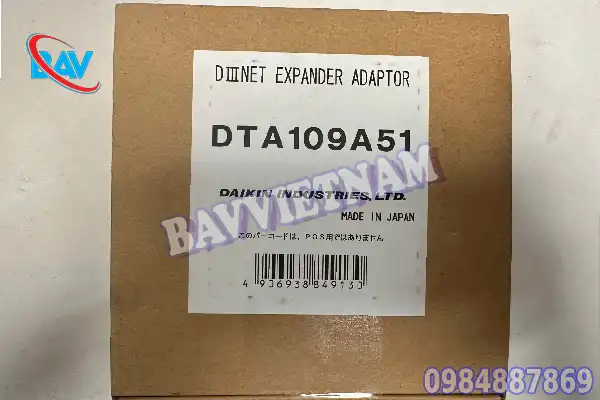 BAV
DⅢNET EXPANDER ADAPTOR
DTA109A51
DAIKIN INDUSTRIES, LTD.
BAVVIETNAM
MADE IN JAPAN
このバーコードは、POS用ではありません。
4 906938 849130
0984887869